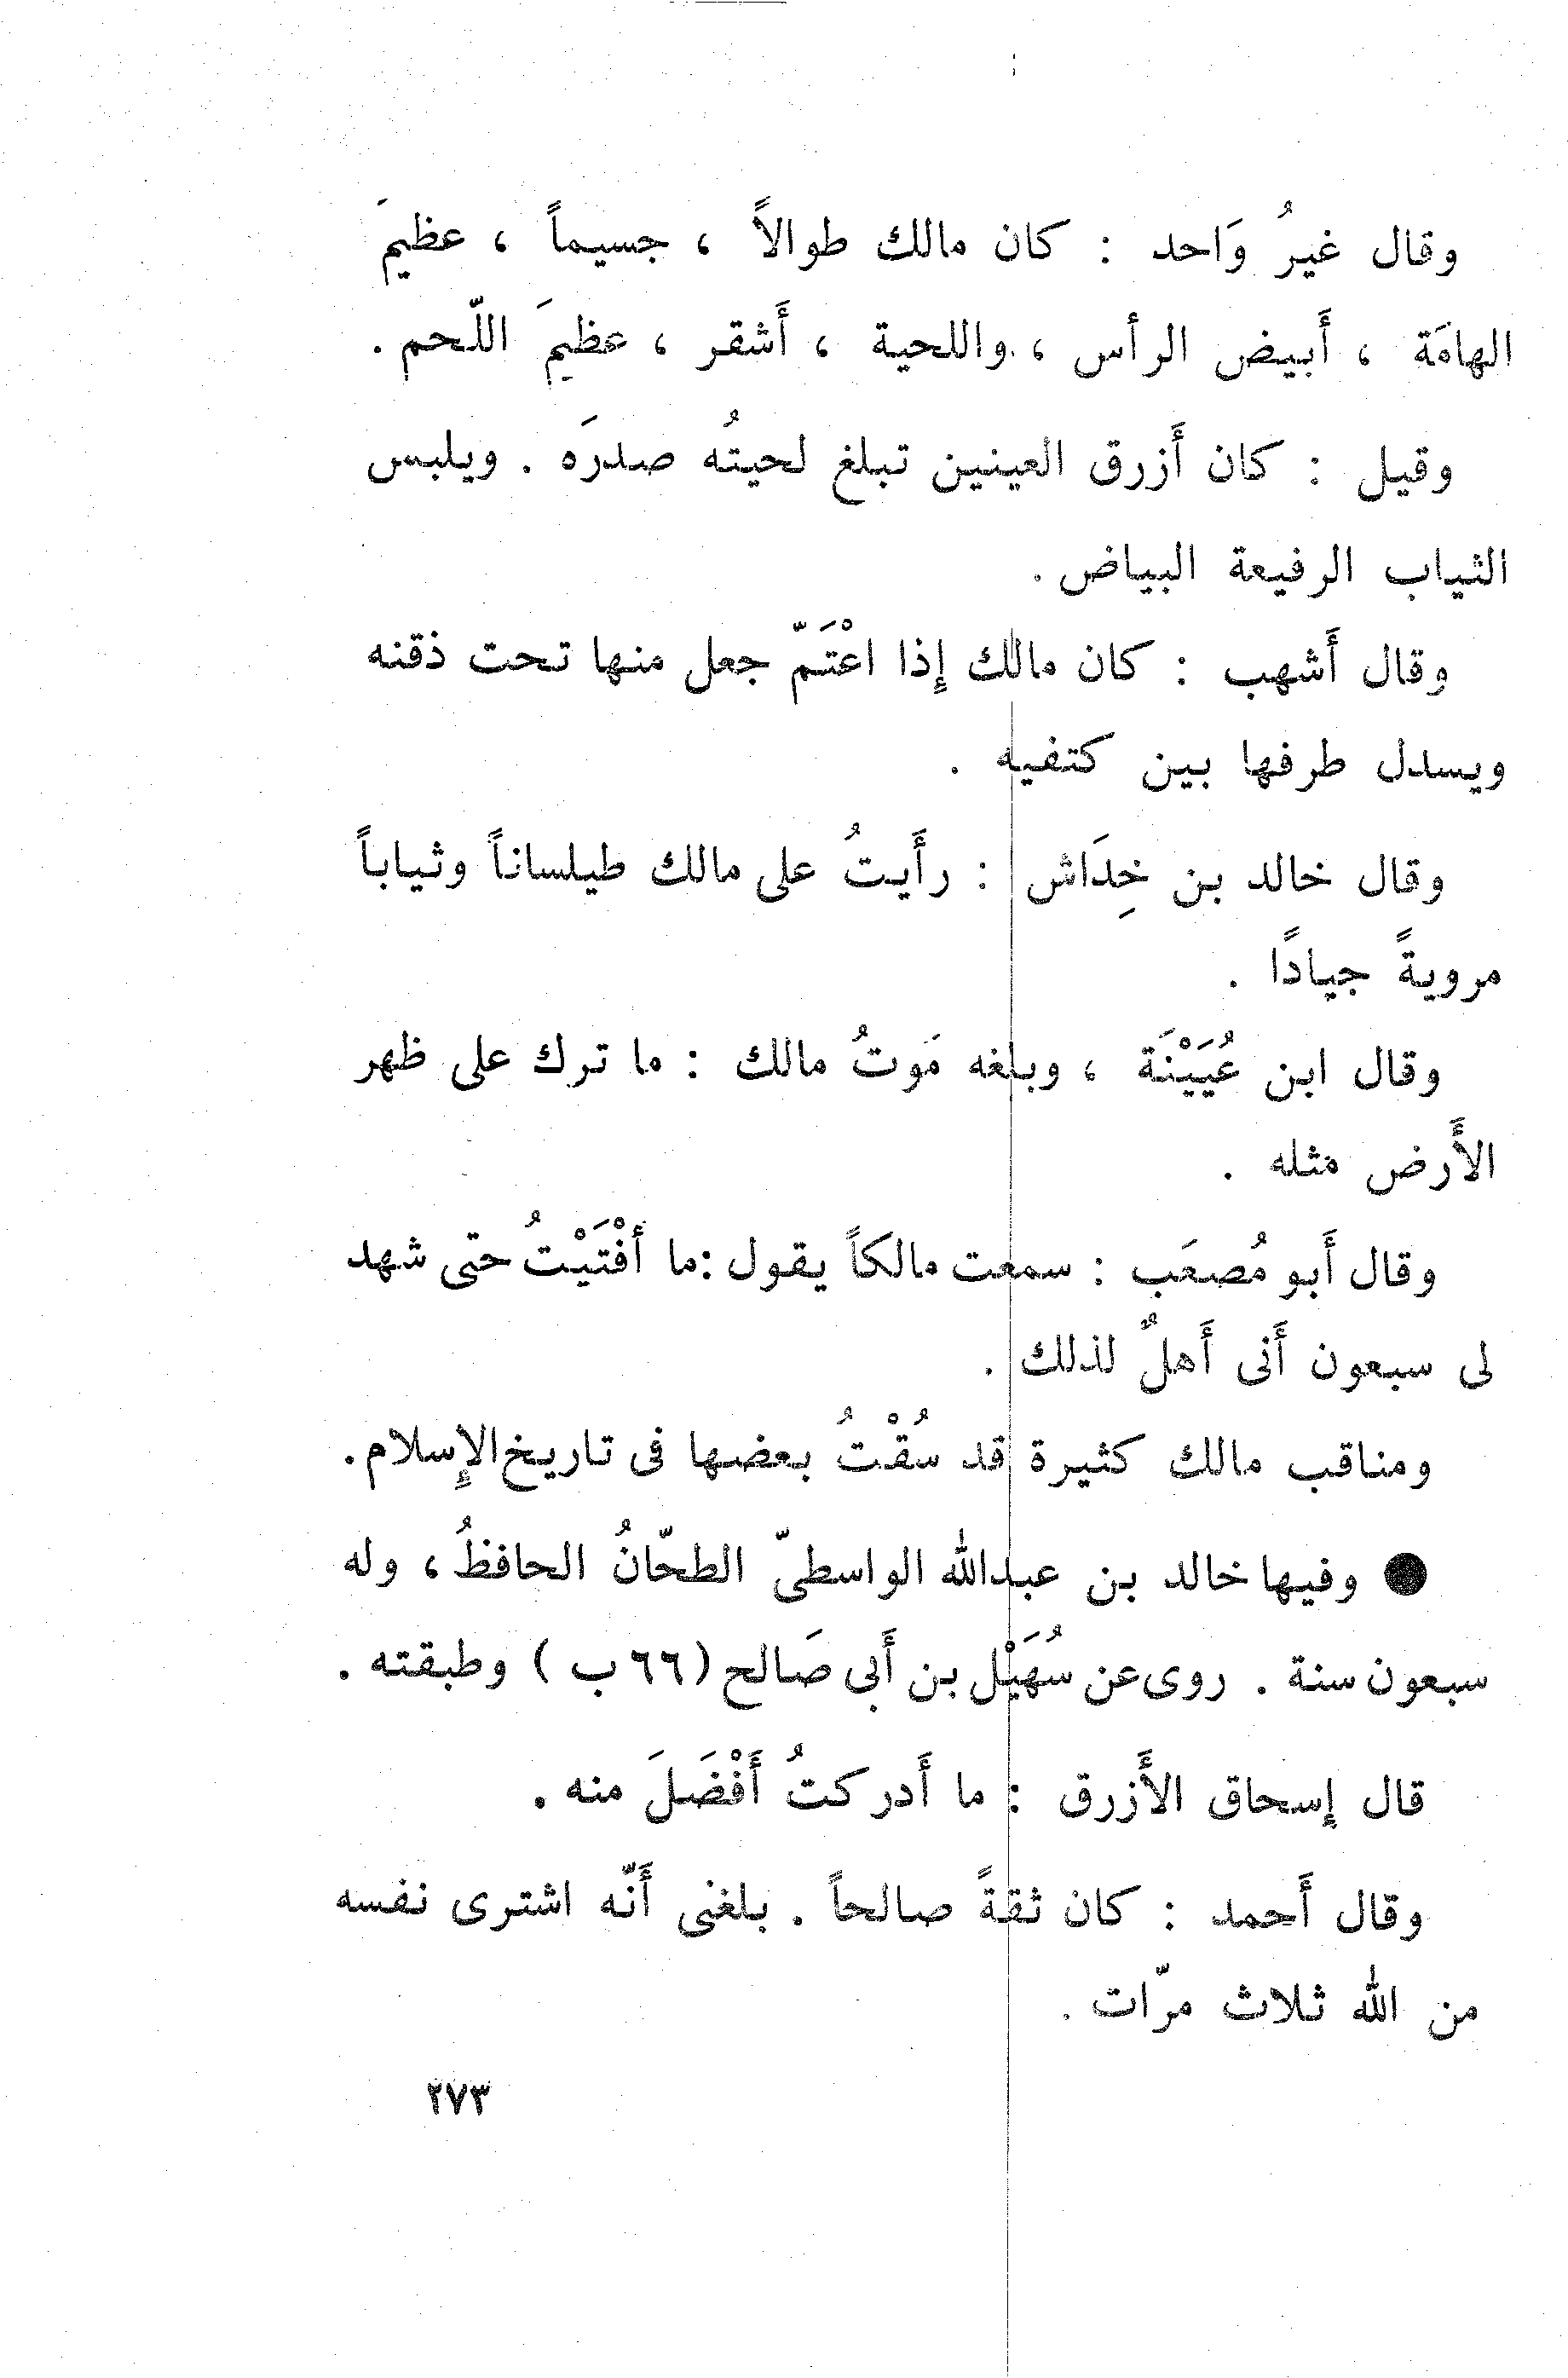 وقال غيرُ وَاحد : كان مالك طوالاً ، جسيماً ، عظيمَ
الهامَة ، أَبيض الرأس ، واللحية ، أَشقر ، عظيمَ اللّحم .
وقيل : كان أَزرق العينين تبلغ لحيتُه صدرَه . ويلبس
الثياب الرفيعة البياض .
وقال أَشهب : كان مالك إِذا اعْتَمّ جعل منها تحت ذقنه
ويسدل طرفها بين كتفيه .
وقال خالد بن خِدَاش : رأَيتُ على مالك طيلساناً وثياباً
مرويةً جيادًا .
وقال ابن عُيَيْنَة ، وبلغه مَوتُ مالك : ما ترك على ظهر
الأَرض مثله .
وقال أَبو مُصعَب : سمعت مالكاً يقول :ما أَفْتَيْتُ حتى شهد
لى سبعون أَنى أَهلٌ لذلك .
ومناقب مالك كثيرة قد سُقْتُ بعضها فى تاريخ الإِسلام .
● وفيها خالد بن عبدالله الواسطىّ الطحّانُ الحافظُ ، وله
سبعون سنة . روى عن سُهَيْل بن أَبى صَالح (٦٦ ب ) وطبقته .
قال إِسحاق الأَزرق : ما أَدركتُ أَفْضَلَ منه .
وقال أَحمد : كان ثقةً صالحاً . بلغنى أَنّه اشترى نفسه
من الله ثلاث مرّات .
٢٧٣